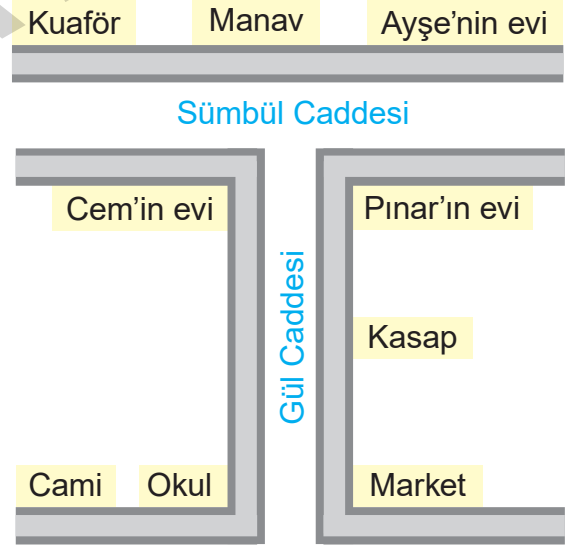 Kuaför Manav Ayşe'nin evi
Sümbül Caddesi
Cem'in evi Pınar'ın evi
Gül Caddesi
Kasap
Cami Okul Market